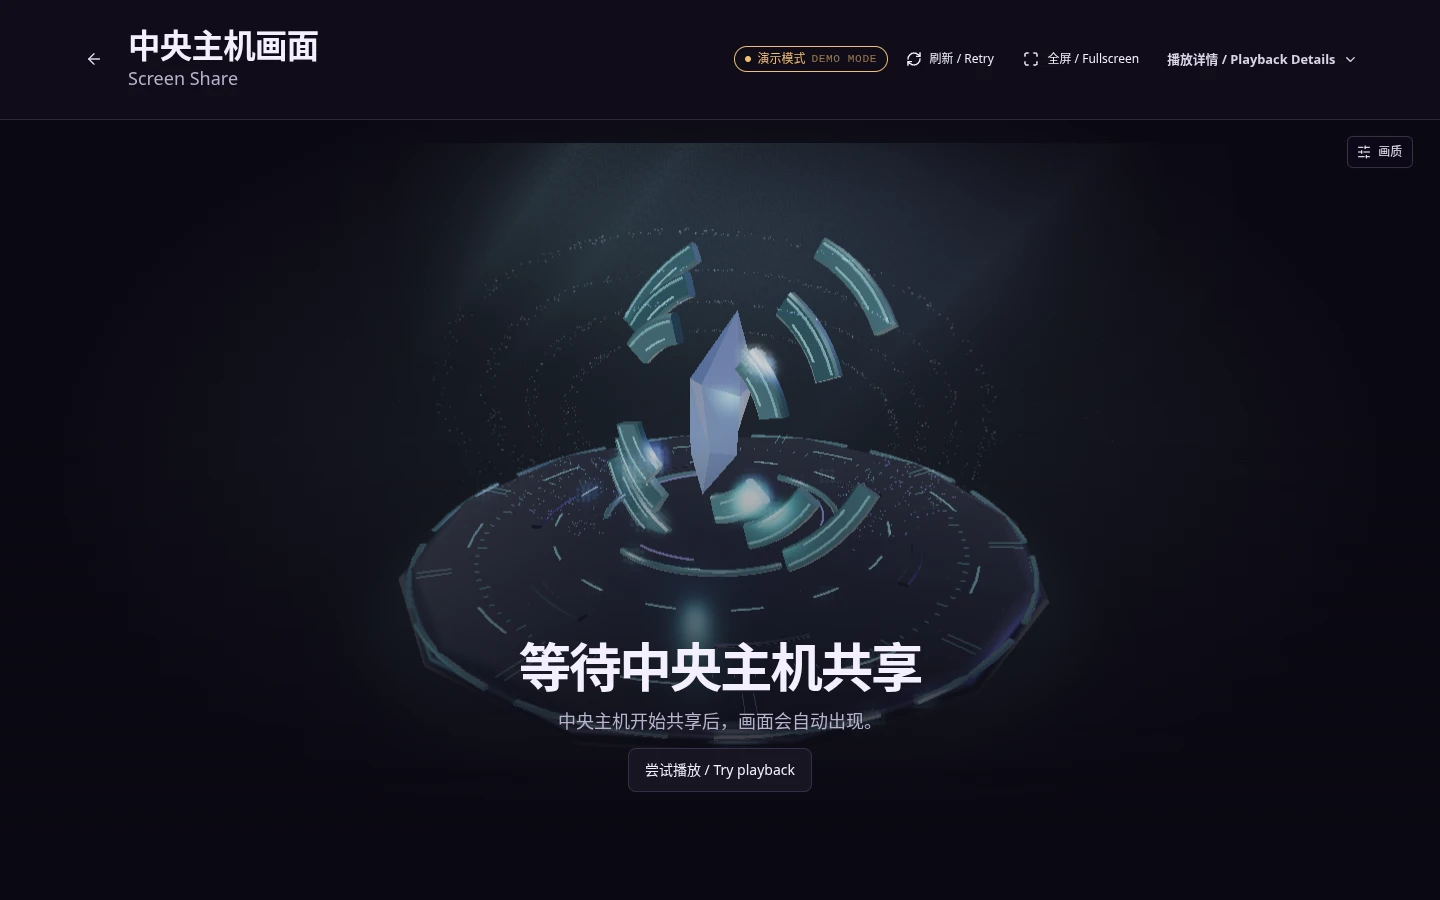 中央主机画面
Screen Share
演示模式 DEMO MODE
刷新 / Retry
全屏 / Fullscreen
播放详情 / Playback Details
画质
等待中央主机共享
中央主机开始共享后，画面会自动出现。
尝试播放 / Try playback